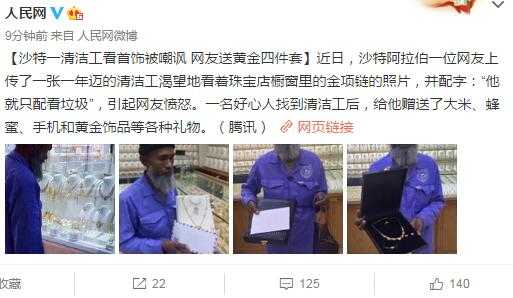 人民网
9分钟前 来自 人民网微博
【沙特一清洁工看首饰被嘲讽 网友送黄金四件套】近日，沙特阿拉伯一位网友上
传了一张一年迈的清洁工渴望地看着珠宝店橱窗里的金项链的照片，并配字：“他
就只配看垃圾”，引起网友愤怒。一名好心人找到清洁工后，给他赠送了大米、蜂
蜜、手机和黄金饰品等各种礼物。（腾讯） 网页链接
收藏 22 125 140